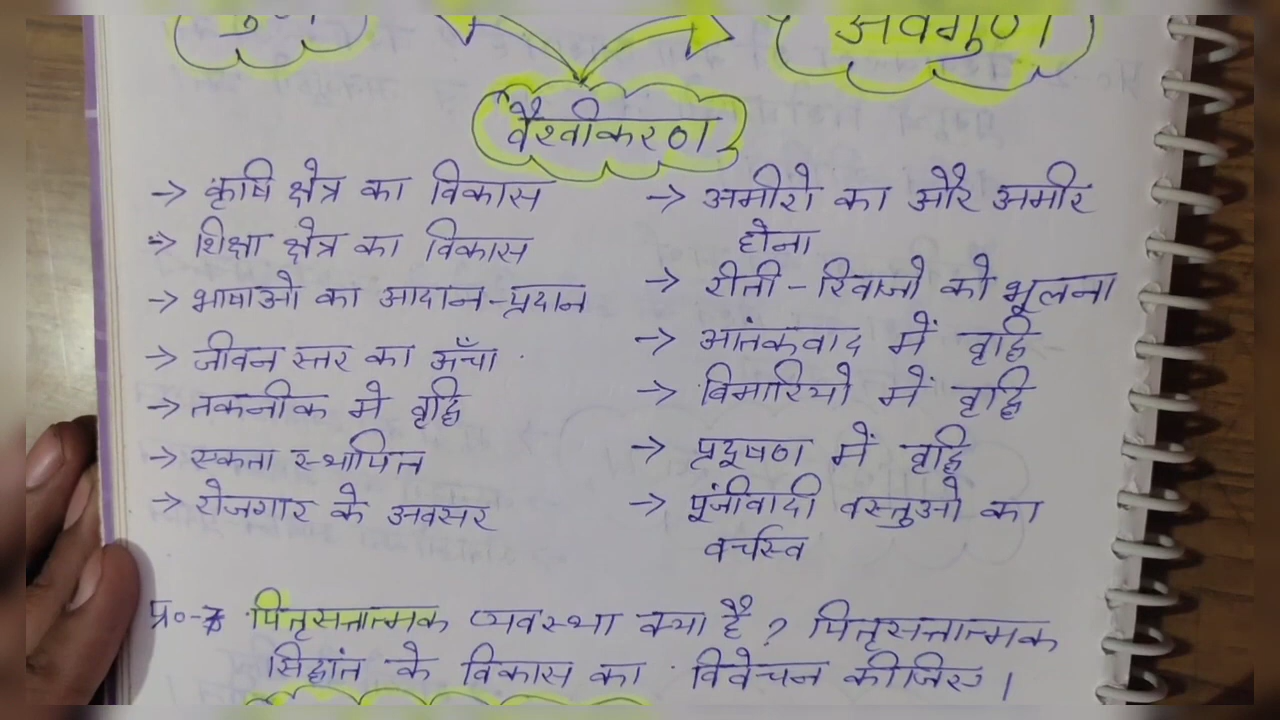 गुण
अवगुण
वैश्वीकरण
→ कृषि क्षेत्र का विकास
→ शिक्षा क्षेत्र का विकास
→ भाषाओ का आदान-प्रदान
→ जीवन स्तर का ऊँचा
→ तकनीक मे वृद्धि
→ एकता स्थापित
→ रोजगार के अवसर
→ अमीरो का और अमीर
होना
→ रीती - रिवाजो को भूलना
→ आतंकवाद में वृद्धि
→ बिमारियो में वृद्धि
→ प्रदूषण में वृद्धि
→ पूंजीवादी वस्तुओ का
वर्चस्व
प्र०-7 पितृसत्तात्मक व्यवस्था क्या है ? पितृसत्तात्मक
सिद्धांत के विकास का विवेचन कीजिए ।